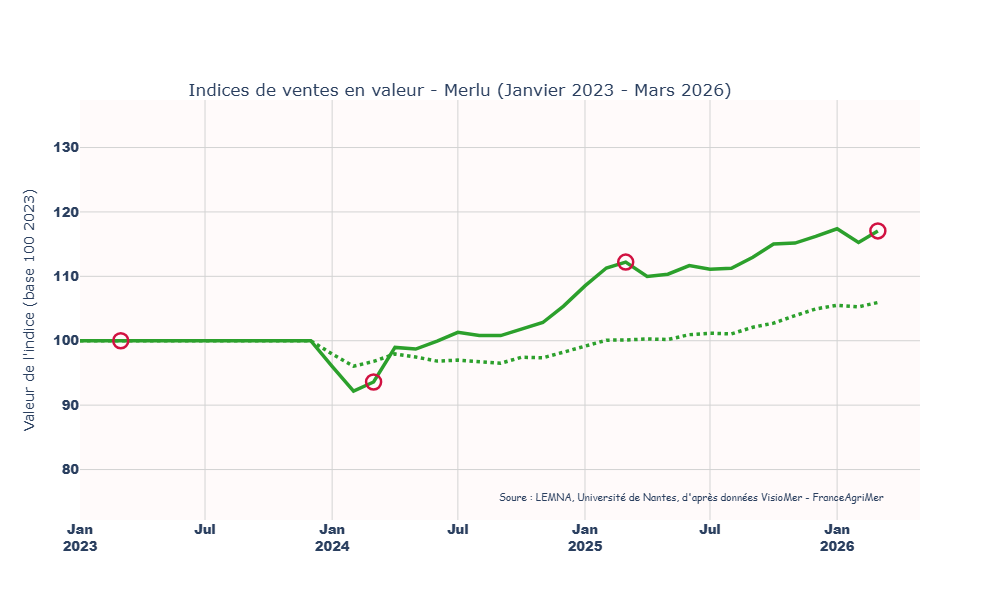 Indices de ventes en valeur - Merlu (Janvier 2023 - Mars 2026)
Valeur de l'indice (base 100 2023)
130
120
110
100
90
80
Soure : LEMNA, Université de Nantes, d'après données VisioMer - FranceAgriMer
Jan Jul Jan Jul Jan Jul Jan
2023 2024 2025 2026